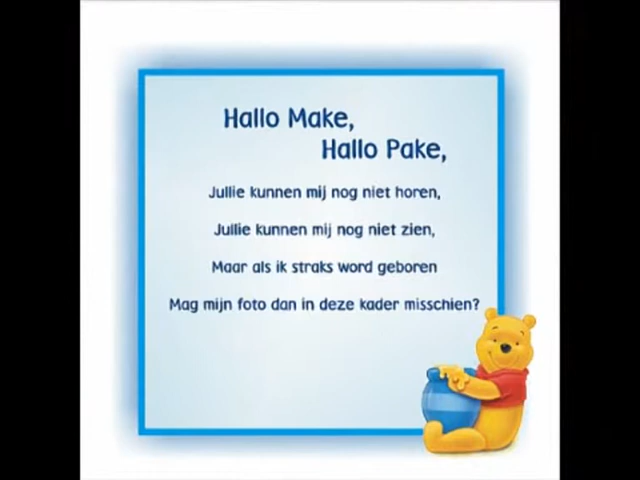 Hallo Make,
Hallo Pake,
Jullie kunnen mij nog niet horen,
Jullie kunnen mij nog niet zien,
Maar als ik straks word geboren
Mag mijn foto dan in deze kader misschien?